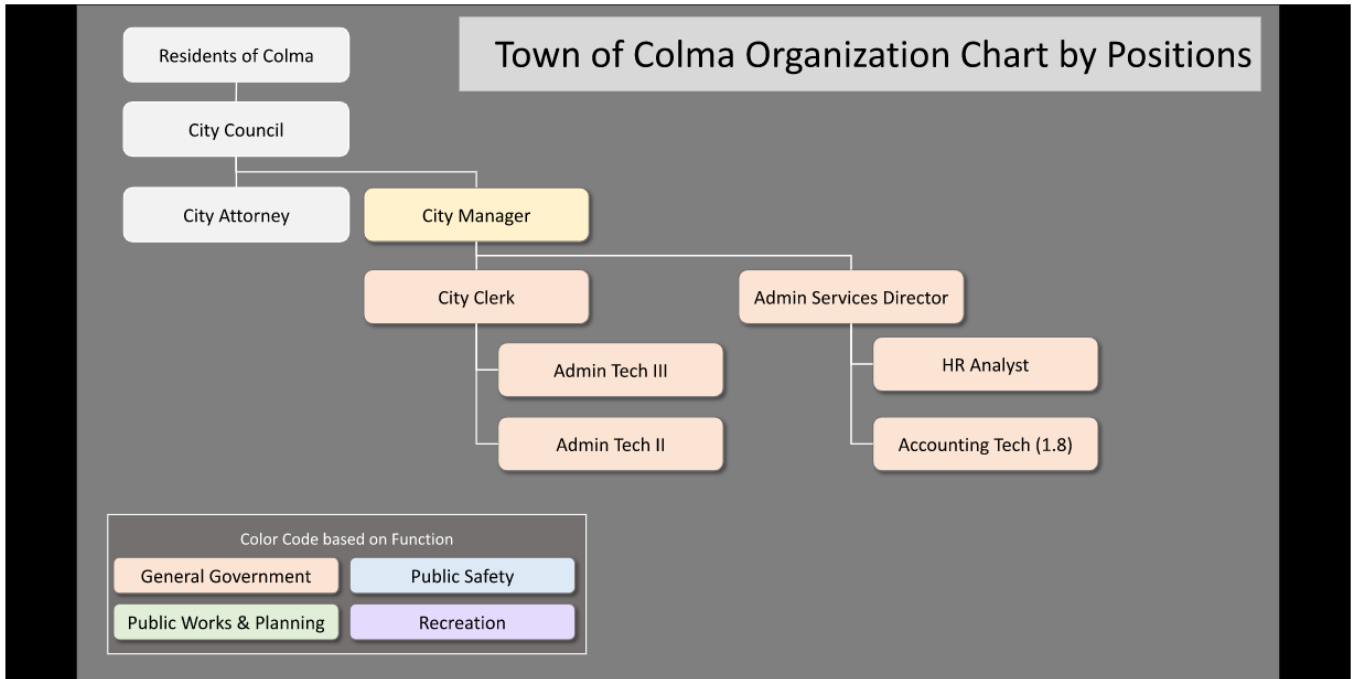 Town of Colma Organization Chart by Positions
Residents of Colma
City Council
City Attorney
City Manager
City Clerk
Admin Services Director
Admin Tech III
HR Analyst
Admin Tech II
Accounting Tech (1.8)
Color Code based on Function
General Government
Public Safety
Public Works & Planning
Recreation